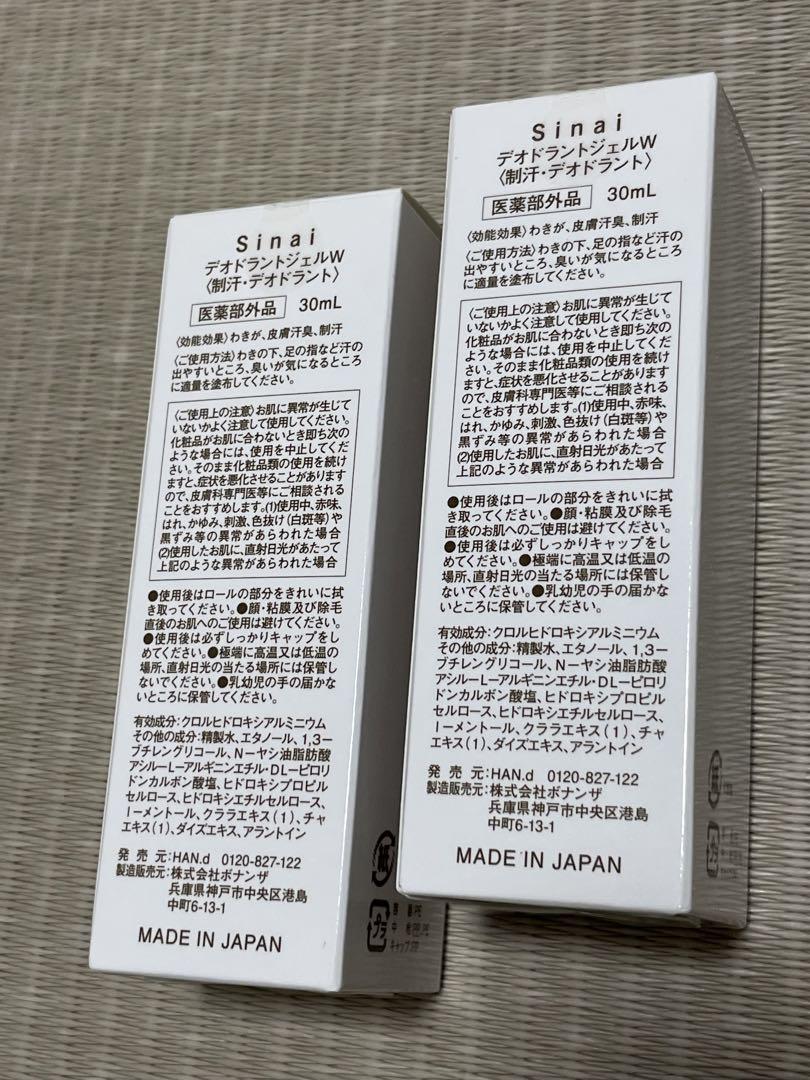 Sinai
デオドラントジェルW
〈制汗・デオドラント〉
医薬部外品 30mL
〈効能効果〉わきが、皮膚汗臭、制汗
〈ご使用方法〉わきの下、足の指など汗の
出やすいところ、臭いが気になるところ
に適量を塗布してください。
〈ご使用上の注意〉お肌に異常が生じて
いないかよく注意して使用してください。
化粧品がお肌に合わないとき即ち次の
ような場合には、使用を中止してくだ
さい。そのまま化粧品類の使用を続け
ますと、症状を悪化させることがあります
ので、皮膚科専門医等にご相談される
ことをおすすめします。(1)使用中、赤味、
はれ、かゆみ、刺激、色抜け(白斑等)や
黒ずみ等の異常があらわれた場合
(2)使用したお肌に、直射日光があたって
上記のような異常があらわれた場合
●使用後はロールの部分をきれいに拭
き取ってください。●顔・粘膜及び除毛
直後のお肌へのご使用は避けてください。
●使用後は必ずしっかりキャップをし
めてください。●極端に高温又は低温の
場所、直射日光の当たる場所には保管し
ないでください。●乳幼児の手の届かな
いところに保管してください。
有効成分:クロルヒドロキシアルミニウム
その他の成分:精製水、エタノール、1,3ー
ブチレングリコール、Nーヤシ油脂肪酸
アシルーLーアルギニンエチル・DLーピロリ
ドンカルボン酸塩、ヒドロキシプロピル
セルロース、ヒドロキシエチルセルロース、
lーメントール、クララエキス(1)、チャ
エキス(1)、ダイズエキス、アラントイン
発売元:HAN.d 0120-827-122
製造販売元:株式会社ボナンザ
兵庫県神戸市中央区港島
中町6-13-1
MADE IN JAPAN
紙
プラ
キャップ:PP
Sinai
デオドラントジェルW
〈制汗・デオドラント〉
医薬部外品 30mL
〈効能効果〉わきが、皮膚汗臭、制汗
〈ご使用方法〉わきの下、足の指など汗の
出やすいところ、臭いが気になるところ
に適量を塗布してください。
〈ご使用上の注意〉お肌に異常が生じて
いないかよく注意して使用してください。
化粧品がお肌に合わないとき即ち次の
ような場合には、使用を中止してくだ
さい。そのまま化粧品類の使用を続け
ますと、症状を悪化させることがあります
ので、皮膚科専門医等にご相談される
ことをおすすめします。(1)使用中、赤味、
はれ、かゆみ、刺激、色抜け(白斑等)や
黒ずみ等の異常があらわれた場合
(2)使用したお肌に、直射日光があたって
上記のような異常があらわれた場合
●使用後はロールの部分をきれいに拭
き取ってください。●顔・粘膜及び除毛
直後のお肌へのご使用は避けてください。
●使用後は必ずしっかりキャップをし
めてください。●極端に高温又は低温の
場所、直射日光の当たる場所には保管し
ないでください。●乳幼児の手の届かな
いところに保管してください。
有効成分:クロルヒドロキシアルミニウム
その他の成分:精製水、エタノール、1,3ー
ブチレングリコール、Nーヤシ油脂肪酸
アシルーLーアルギニンエチル・DLーピロリ
ドンカルボン酸塩、ヒドロキシプロピル
セルロース、ヒドロキシエチルセルロース、
lーメントール、クララエキス(1)、チャ
エキス(1)、ダイズエキス、アラントイン
発売元:HAN.d 0120-827-122
製造販売元:株式会社ボナンザ
兵庫県神戸市中央区港島
中町6-13-1
MADE IN JAPAN
紙
プラ